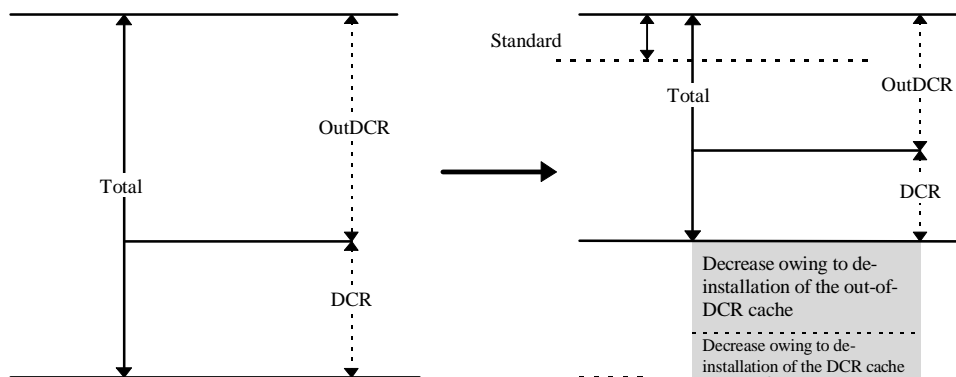 OutDCR
Total
DCR
Standard
Total
OutDCR
DCR
Decrease owing to de-
installation of the out-of-
DCR cache
Decrease owing to de-
installation of the DCR cache